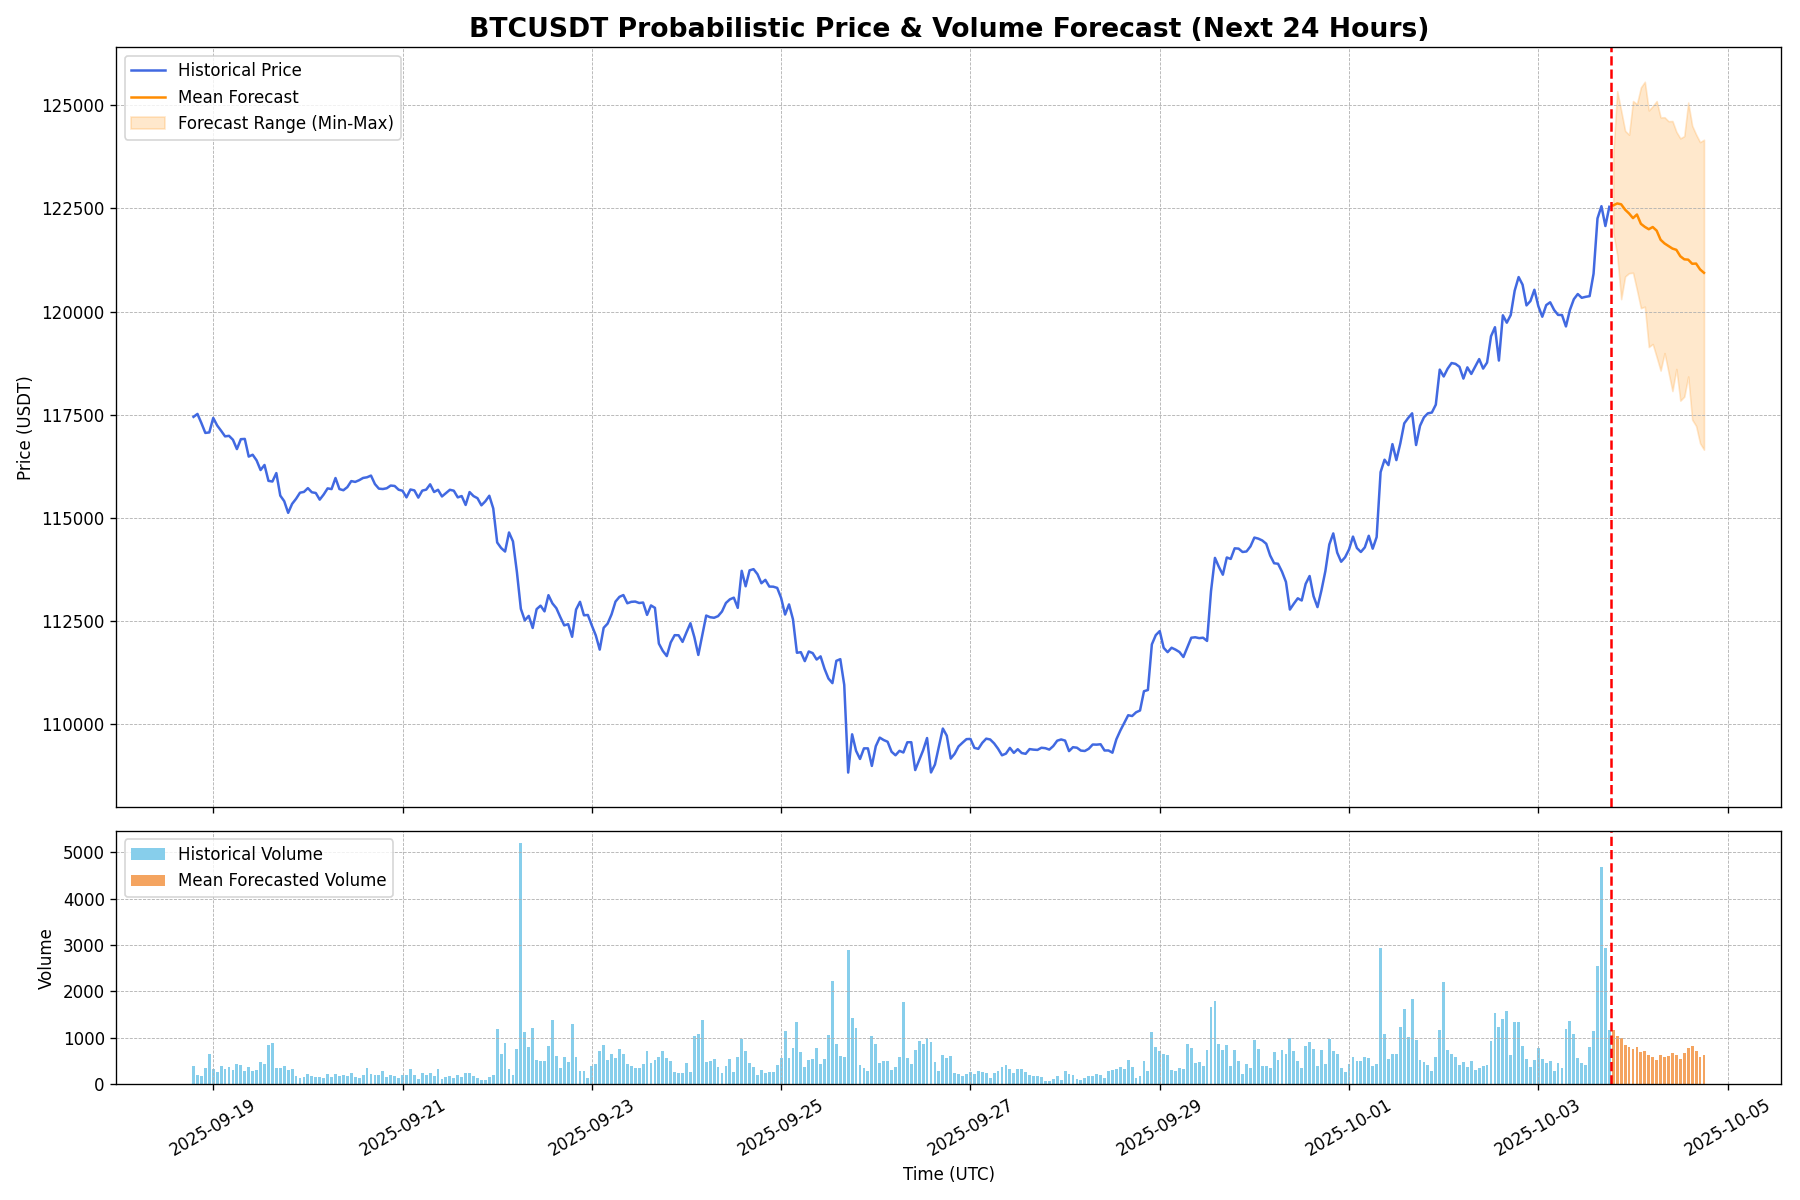 BTCUSDT Probabilistic Price & Volume Forecast (Next 24 Hours)
Historical Price
Mean Forecast
Forecast Range (Min-Max)
Price (USDT)
125000
122500
120000
117500
115000
112500
110000
Historical Volume
Mean Forecasted Volume
Volume
5000
4000
3000
2000
1000
0
2025-09-19
2025-09-21
2025-09-23
2025-09-25
2025-09-27
2025-09-29
2025-10-01
2025-10-03
2025-10-05
Time (UTC)